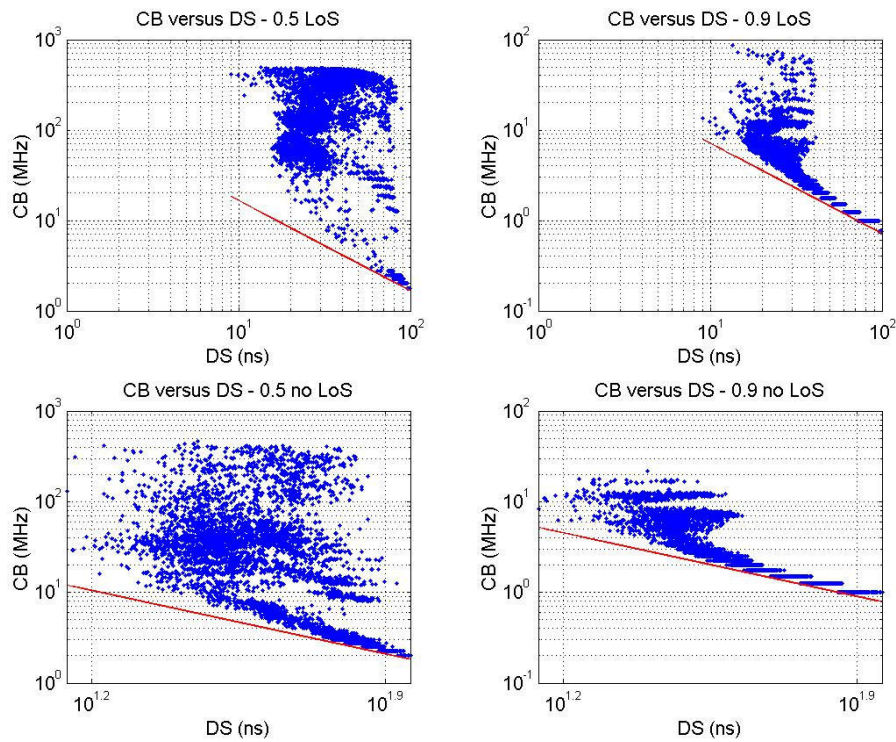 CB versus DS - 0.5 LoS
10^3
10^2
10^1
10^0
CB (MHz)
10^0
10^1
10^2
DS (ns)
CB versus DS - 0.9 LoS
10^2
10^1
10^0
10^-1
CB (MHz)
10^0
10^1
10^2
DS (ns)
CB versus DS - 0.5 no LoS
10^3
10^2
10^1
10^0
CB (MHz)
10^1.2
10^1.9
DS (ns)
CB versus DS - 0.9 no LoS
10^2
10^1
10^0
10^-1
CB (MHz)
10^1.2
10^1.9
DS (ns)